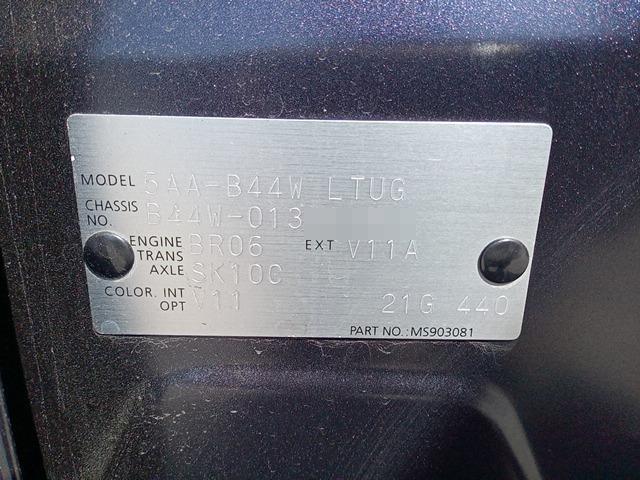 MODEL 5AA-B44W LTUG
CHASSIS NO. B44W-013
ENGINE BR06 EXT V11A
TRANS AXLE SK10C
COLOR. INT V11
OPT 21G 440
PART NO.: MS903081